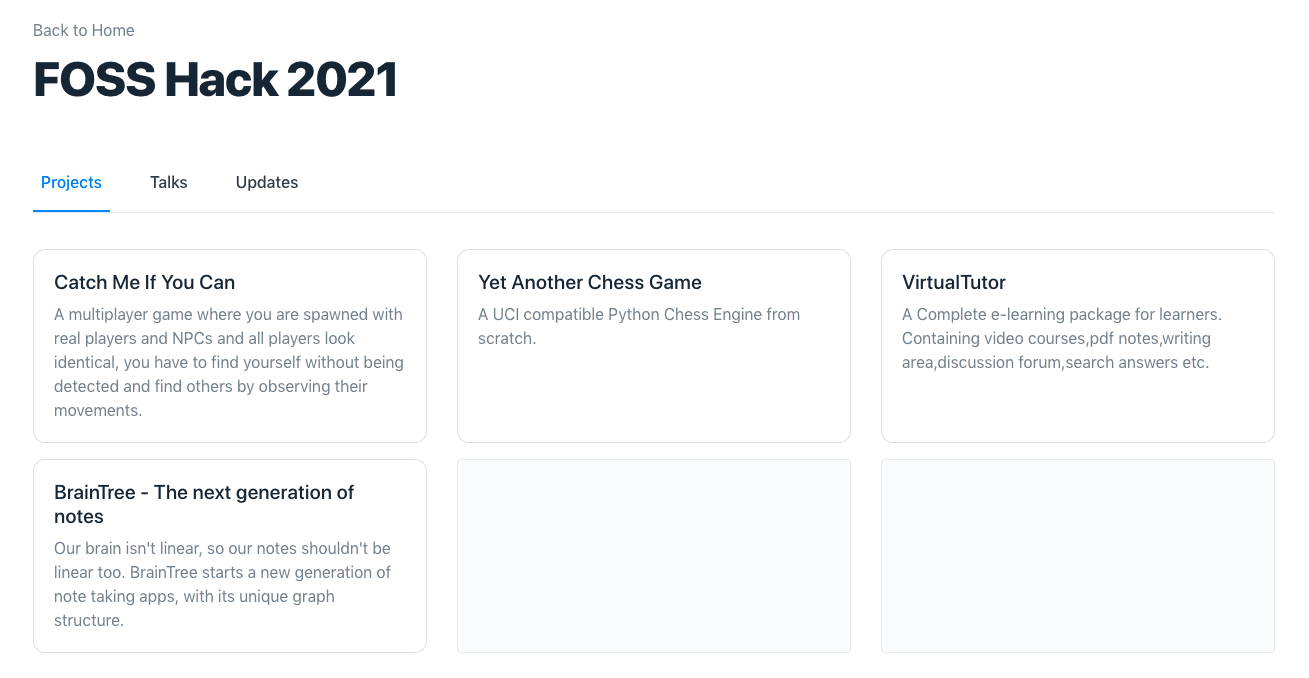 Back to Home
FOSS Hack 2021
Projects
Talks
Updates
Catch Me If You Can
A multiplayer game where you are spawned with
real players and NPCs and all players look
identical, you have to find yourself without being
detected and find others by observing their
movements.
Yet Another Chess Game
A UCI compatible Python Chess Engine from
scratch.
VirtualTutor
A Complete e-learning package for learners.
Containing video courses,pdf notes,writing
area,discussion forum,search answers etc.
BrainTree - The next generation of
notes
Our brain isn't linear, so our notes shouldn't be
linear too. BrainTree starts a new generation of
note taking apps, with its unique graph
structure.